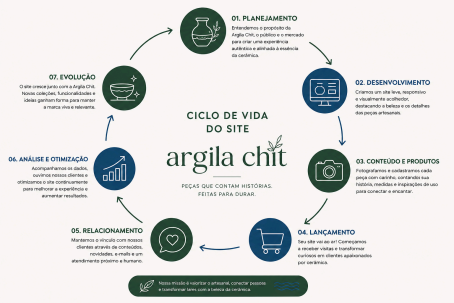 01. PLANEJAMENTO
Entendemos o propósito da
Argila Chit, o público e o mercado
para criar uma experiência
autêntica e alinhada à essência
da cerâmica.
02. DESENVOLVIMENTO
Criamos um site leve, responsivo
e visualmente acolhedor,
destacando a beleza e os detalhes
das peças artesanais.
03. CONTEÚDO E PRODUTOS
Fotografamos e cadastramos cada
peça com carinho, contando sua
história, medidas e inspirações de uso
para conectar e encantar.
04. LANÇAMENTO
Seu site vai ao ar! Começamos
a receber visitas e transformar
curiosos em clientes apaixonados
por cerâmica.
05. RELACIONAMENTO
Mantemos o vínculo com nossos
clientes através de conteúdos,
novidades, e-mails e um
atendimento próximo e humano.
06. ANÁLISE E OTIMIZAÇÃO
Acompanhamos os dados,
ouvimos nossos clientes e
otimizamos o site continuamente
para melhorar a experiência e
aumentar resultados.
07. EVOLUÇÃO
O site cresce junto com a Argila Chit.
Novas coleções, funcionalidades e
ideias ganham forma para manter
a marca viva e relevante.
CICLO DE VIDA
DO SITE
argila chit
PEÇAS QUE CONTAM HISTÓRIAS.
FEITAS PARA DURAR.
Nossa missão é valorizar o artesanal, conectar pessoas
e transformar lares com a beleza da cerâmica.